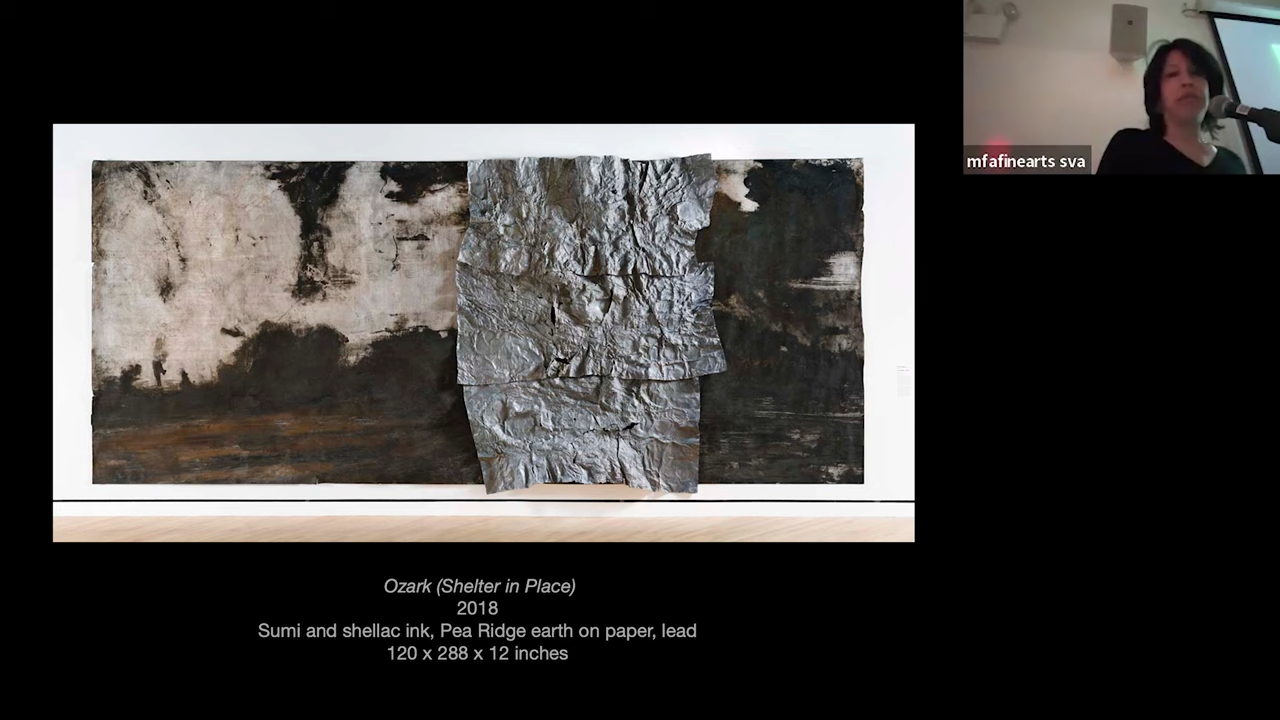 mfafinearts sva
Ozark (Shelter in Place)
2018
Sumi and shellac ink, Pea Ridge earth on paper, lead
120 x 288 x 12 inches